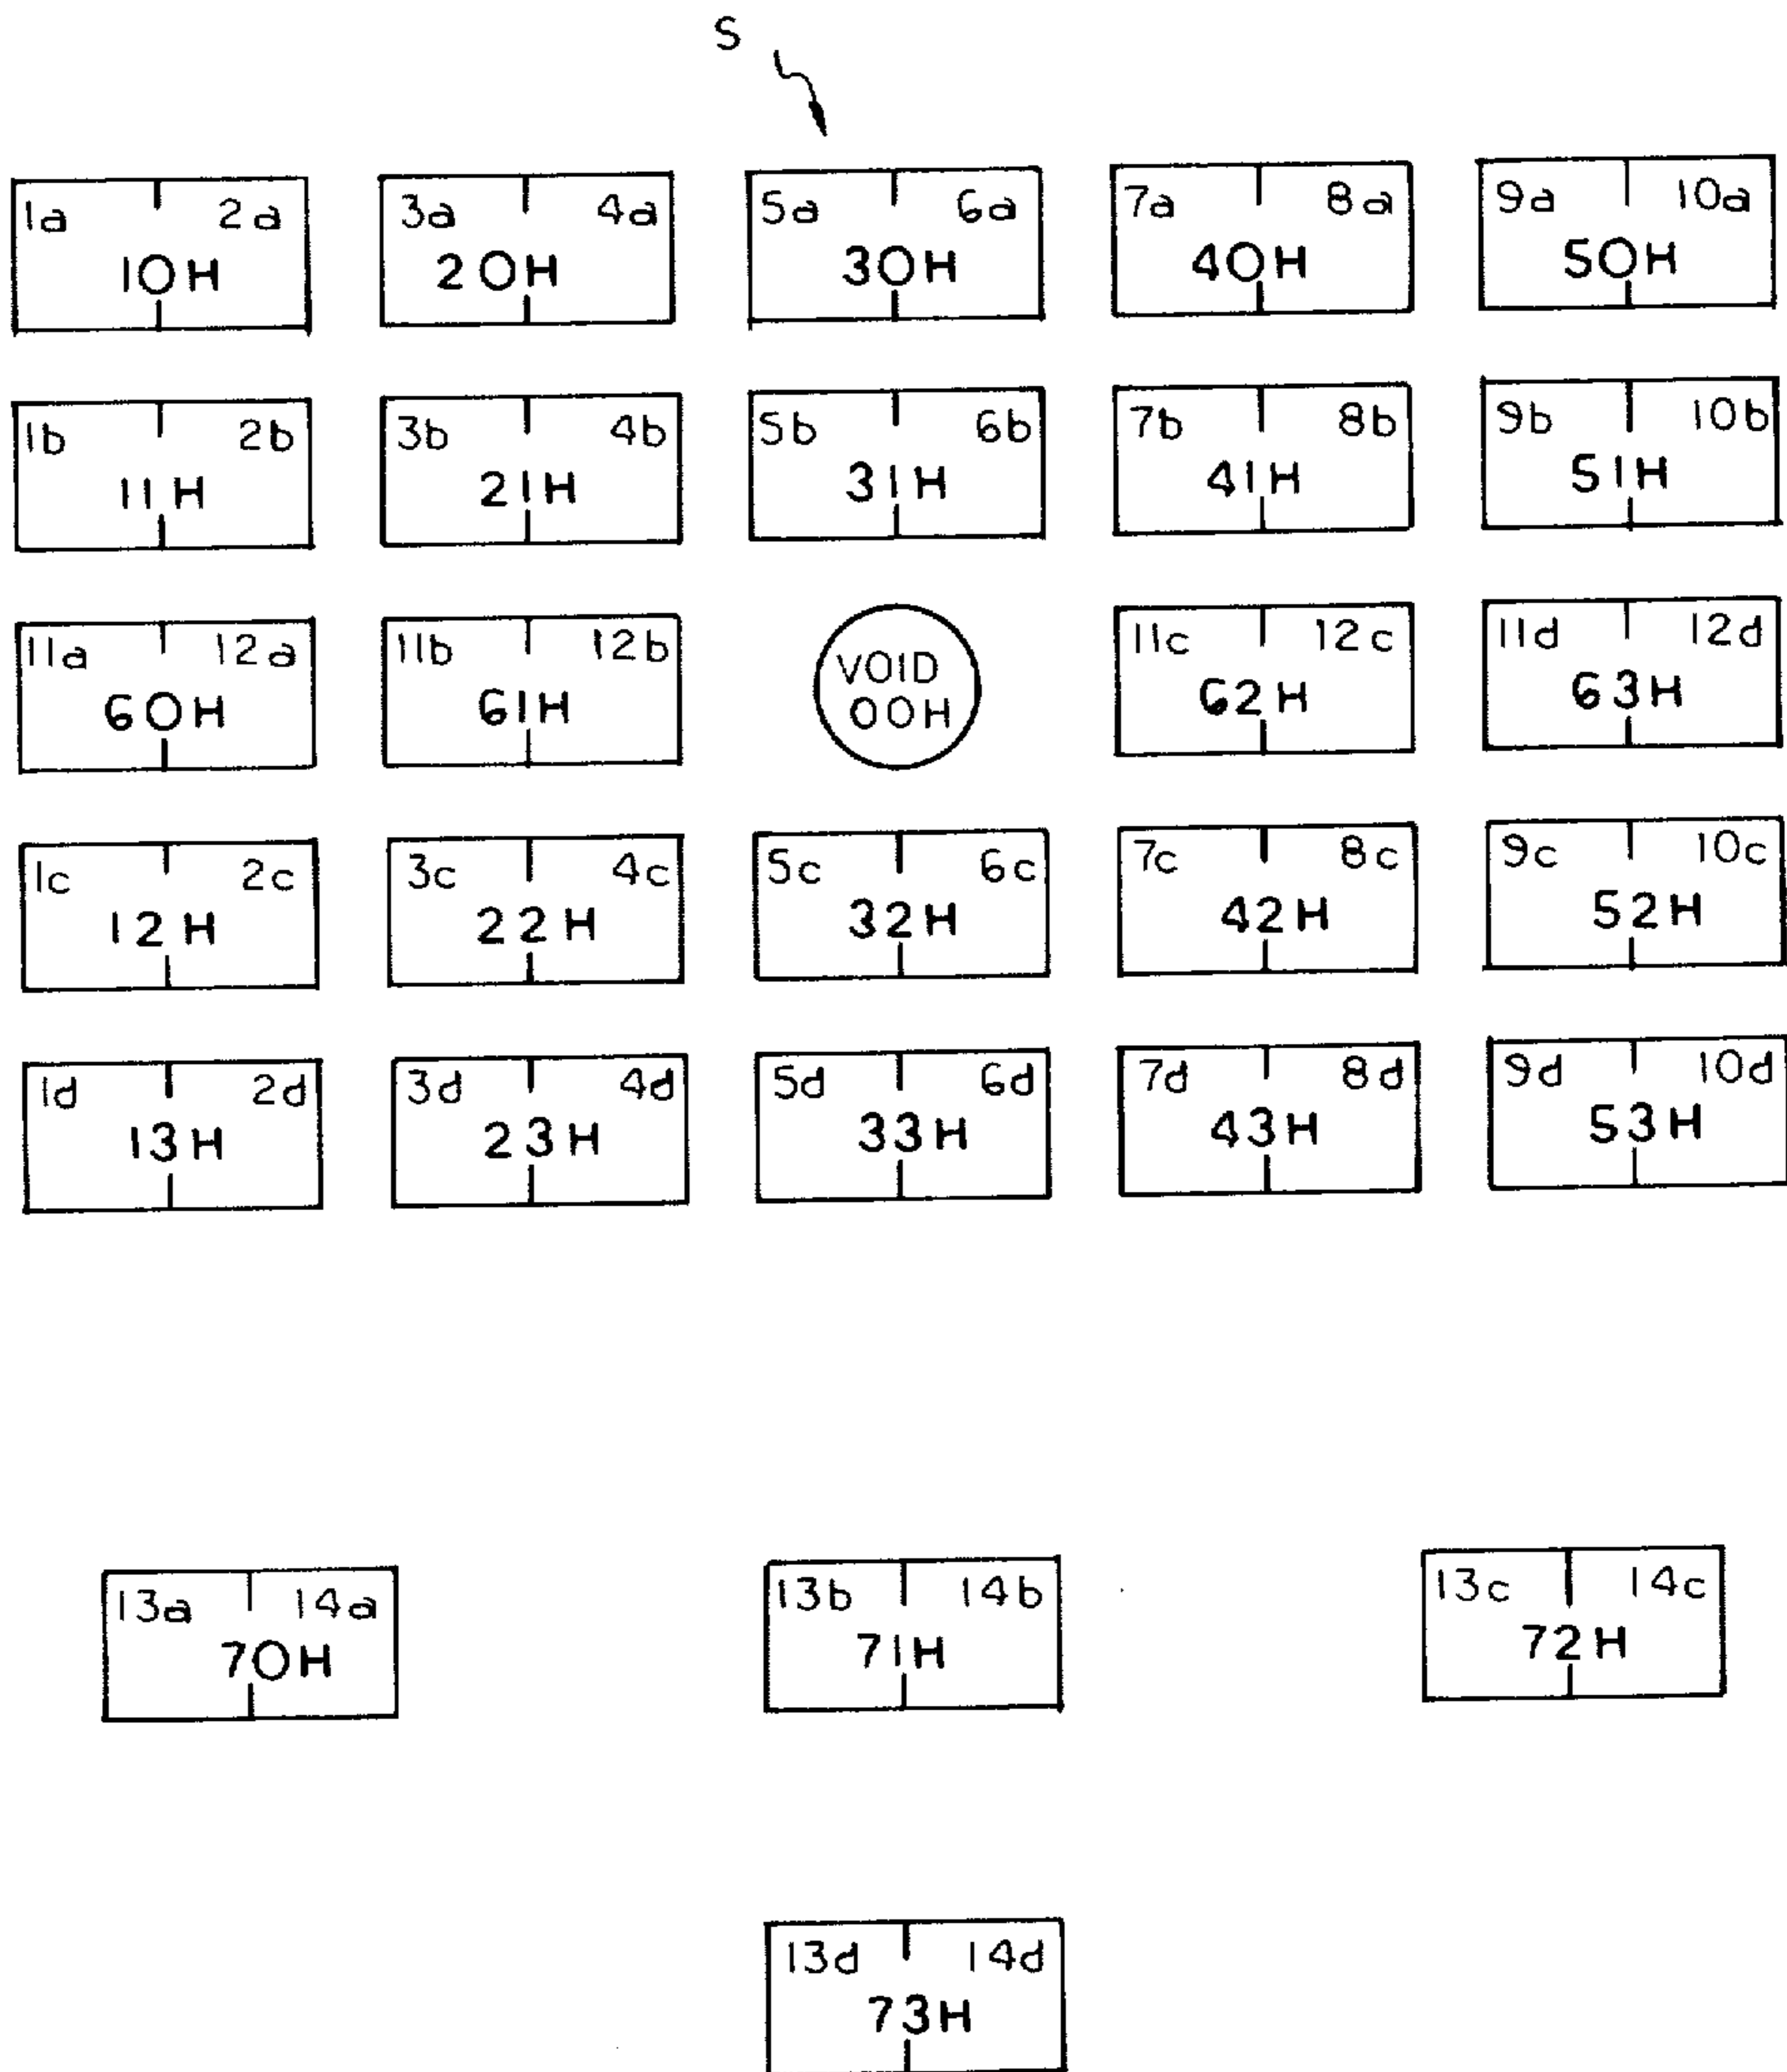 S
1a 2a 3a 4a 5a 6a 7a 8a 9a 10a
10H 20H 30H 40H 50H
1b 2b 3b 4b 5b 6b 7b 8b 9b 10b
11H 21H 31H 41H 51H
11a 12a 11b 12b VOID 11c 12c 11d 12d
60H 61H 00H 62H 63H
1c 2c 3c 4c 5c 6c 7c 8c 9c 10c
12H 22H 32H 42H 52H
1d 2d 3d 4d 5d 6d 7d 8d 9d 10d
13H 23H 33H 43H 53H
13a 14a 13b 14b 13c 14c
70H 71H 72H
13d 14d
73H